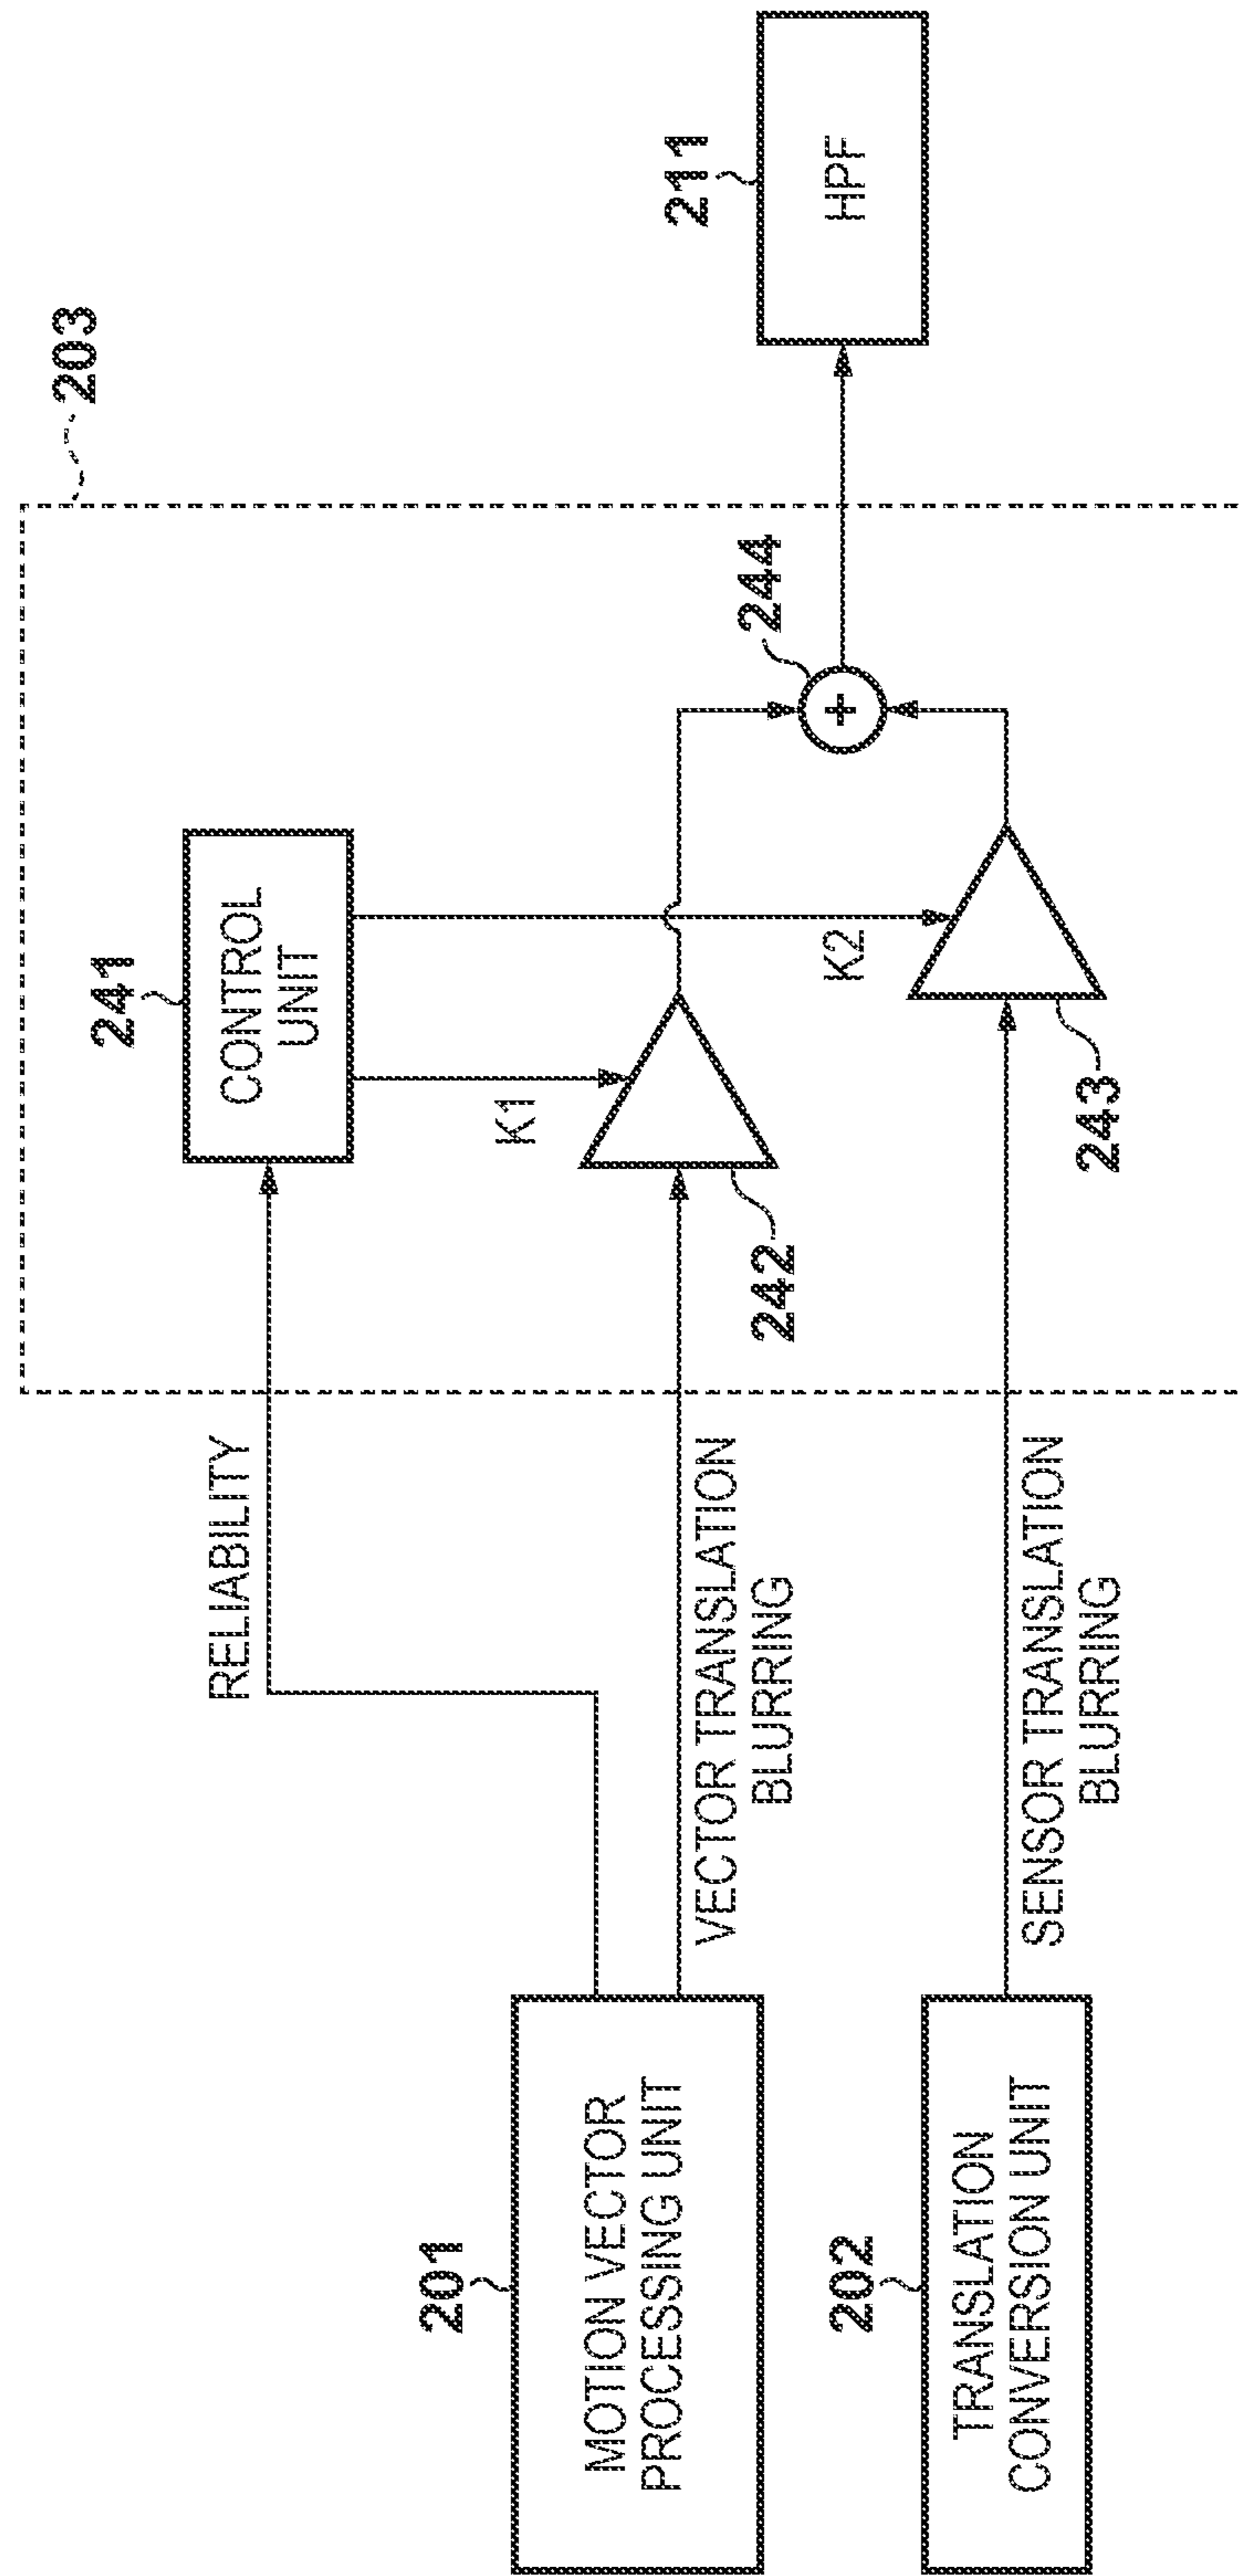 203
241
CONTROL
UNIT
RELIABILITY
K1
201
MOTION VECTOR
PROCESSING UNIT
VECTOR TRANSLATION
BLURRING
242
244
+
211
HPF
K2
202
TRANSLATION
CONVERSION UNIT
SENSOR TRANSLATION
BLURRING
243